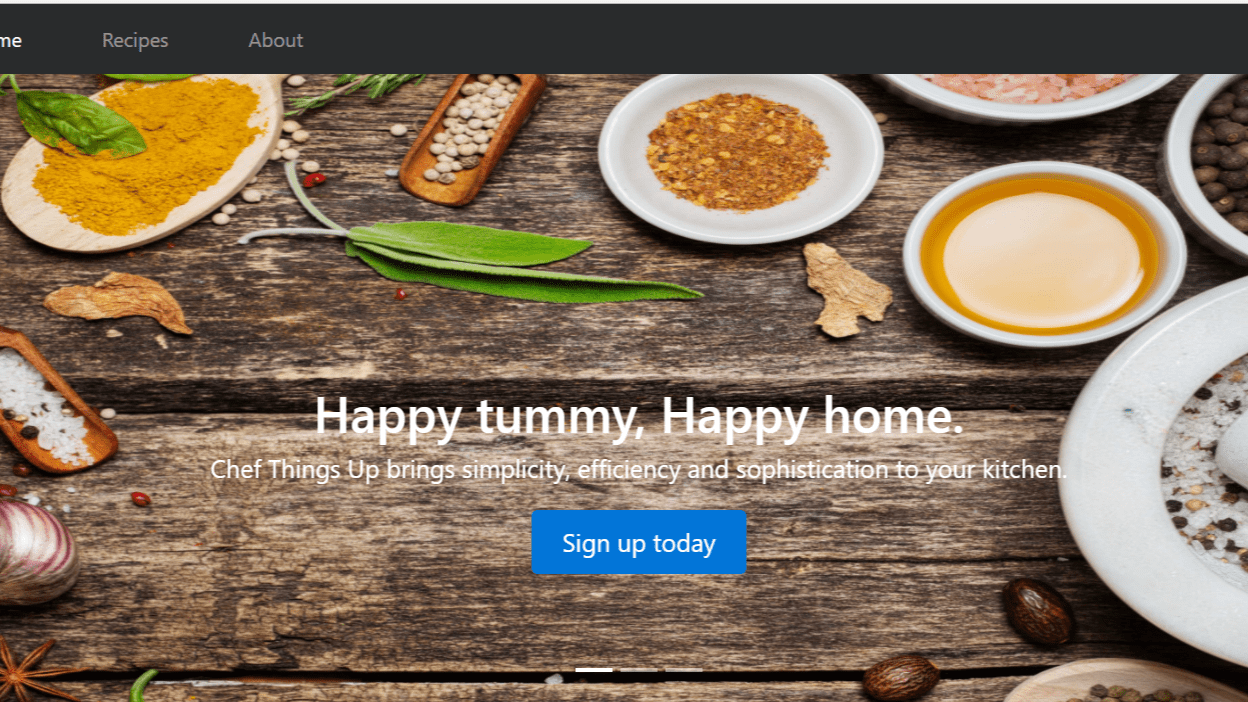 me
Recipes
About
Happy tummy, Happy home.
Chef Things Up brings simplicity, efficiency and sophistication to your kitchen.
Sign up today